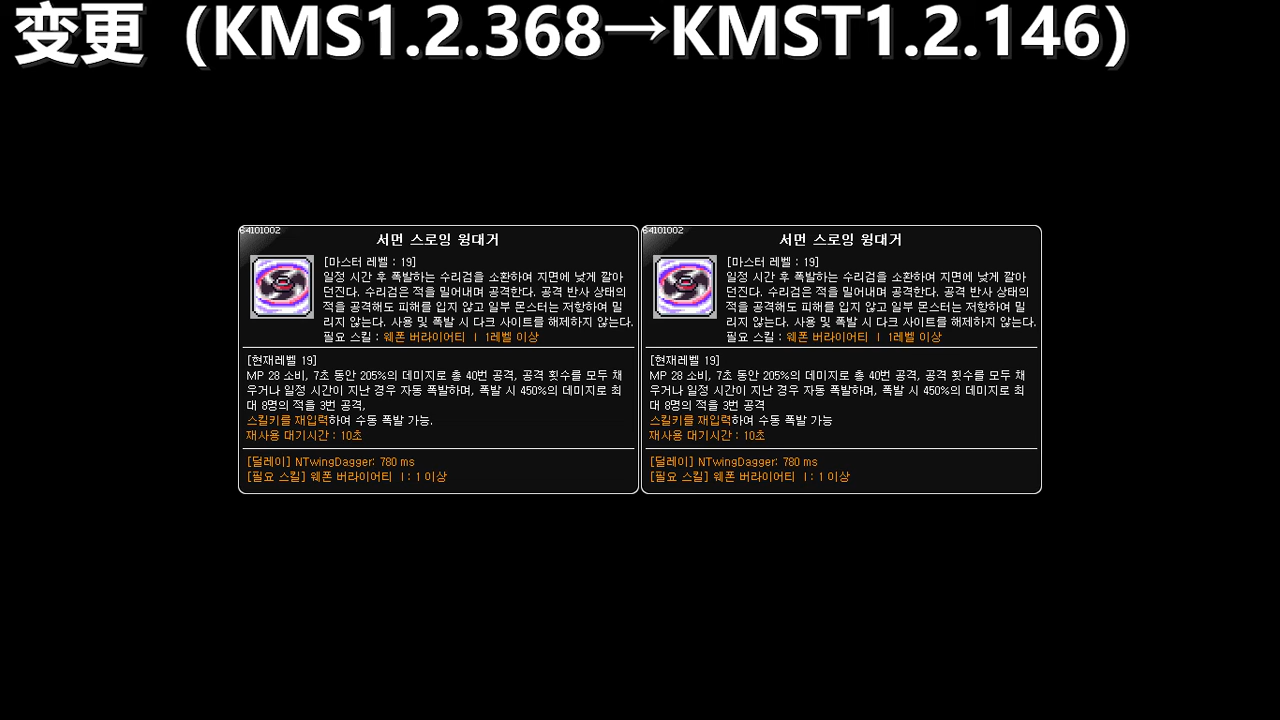 变更（KMS1.2.368→KMST1.2.146）
64101002
서먼 스로잉 윙대거
[마스터 레벨 : 19]
일정 시간 후 폭발하는 수리검을 소환하여 지면에 낮게 깔아
던진다. 수리검은 적을 밀어내며 공격한다. 공격 반사 상태의
적을 공격해도 피해를 입지 않고 일부 몬스터는 저항하여 밀
리지 않는다. 사용 및 폭발 시 다크 사이트를 해제하지 않는다.
필요 스킬 : 웨폰 버라이어티 Ⅰ 1레벨 이상
[현재레벨 19]
MP 28 소비, 7초 동안 205%의 데미지로 총 40번 공격, 공격 횟수를 모두 채
우거나 일정 시간이 지난 경우 자동 폭발하며, 폭발 시 450%의 데미지로 최
대 8명의 적을 3번 공격,
스킬키를 재입력하여 수동 폭발 가능.
재사용 대기시간 : 10초
[딜레이] NTwingDagger: 780 ms
[필요 스킬] 웨폰 버라이어티 Ⅰ: 1 이상
64101002
서먼 스로잉 윙대거
[마스터 레벨 : 19]
일정 시간 후 폭발하는 수리검을 소환하여 지면에 낮게 깔아
던진다. 수리검은 적을 밀어내며 공격한다. 공격 반사 상태의
적을 공격해도 피해를 입지 않고 일부 몬스터는 저항하여 밀
리지 않는다. 사용 및 폭발 시 다크 사이트를 해제하지 않는다.
필요 스킬 : 웨폰 버라이어티 Ⅰ 1레벨 이상
[현재레벨 19]
MP 28 소비, 7초 동안 205%의 데미지로 총 40번 공격, 공격 횟수를 모두 채
우거나 일정 시간이 지난 경우 자동 폭발하며, 폭발 시 450%의 데미지로 최
대 8명의 적을 3번 공격
스킬키를 재입력하여 수동 폭발 가능
재사용 대기시간 : 10초
[딜레이] NTwingDagger: 780 ms
[필요 스킬] 웨폰 버라이어티 Ⅰ: 1 이상